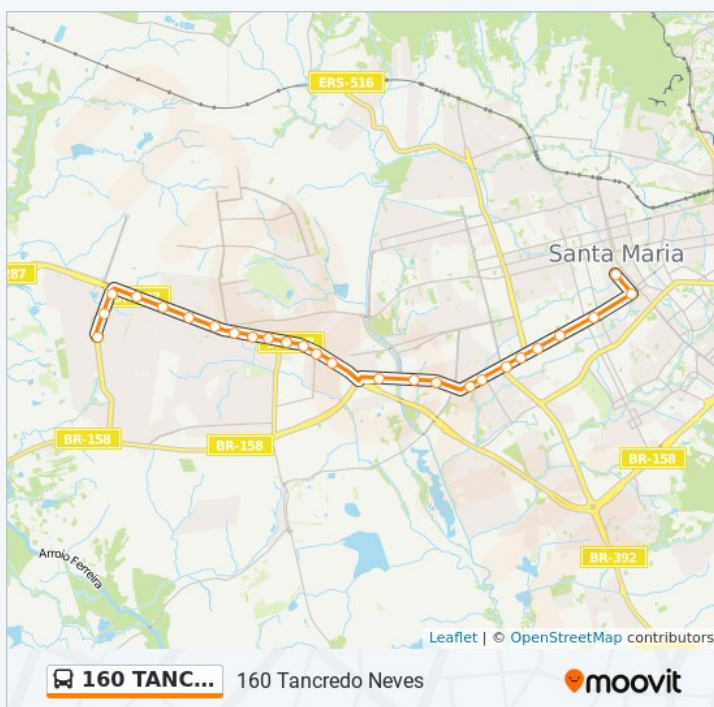 ERS-516
Santa Maria
287
BR-158
BR-158
BR-158
BR-392
Arroio Ferreira
Leaflet | © OpenStreetMap contributors
160 TANC...
160 Tancredo Neves
moovit